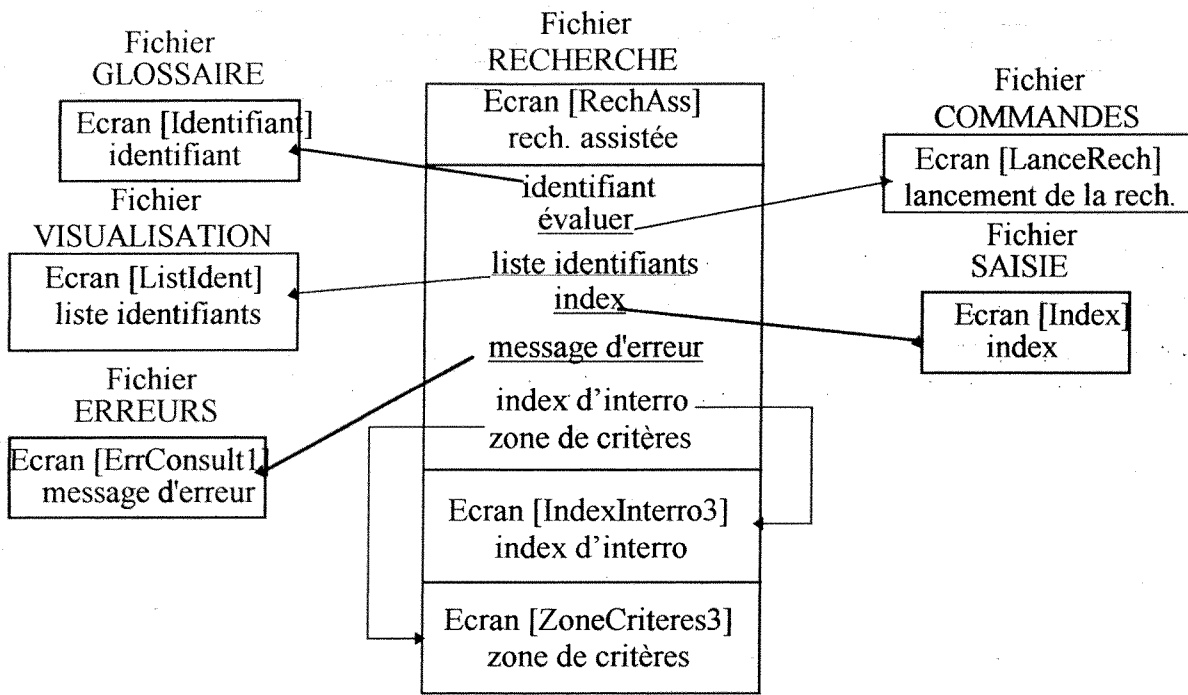 Fichier
GLOSSAIRE
Ecran [Identifiant]
identifiant
Fichier
VISUALISATION
Ecran [ListIdent]
liste identifiants
Fichier
ERREURS
Ecran [ErrConsult1]
message d'erreur
Fichier
RECHERCHE
Ecran [RechAss]
rech. assistée
identifiant
évaluer
liste identifiants
index
message d'erreur
index d'interro
zone de critères
Ecran [IndexInterro3]
index d'interro
Ecran [ZoneCriteres3]
zone de critères
Fichier
COMMANDES
Ecran [LanceRech]
lancement de la rech.
Fichier
SAISIE
Ecran [Index]
index